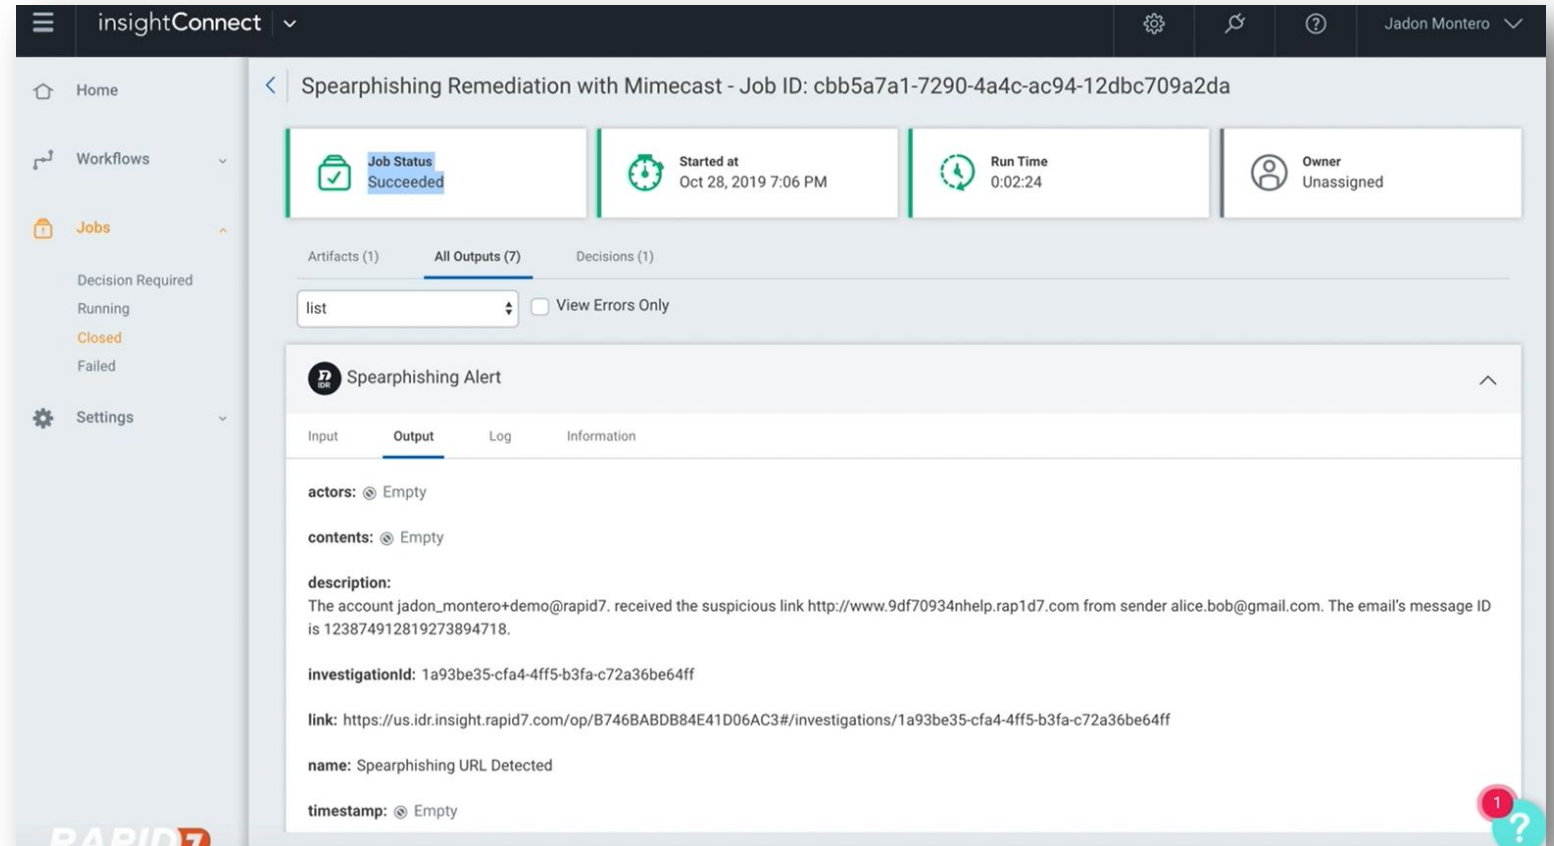 insightConnect
Jadon Montero
Home
Workflows
Jobs
Decision Required
Running
Closed
Failed
Settings
RAPID7
Spearphishing Remediation with Mimecast - Job ID: cbb5a7a1-7290-4a4c-ac94-12dbc709a2da
Job Status
Succeeded
Started at
Oct 28, 2019 7:06 PM
Run Time
0:02:24
Owner
Unassigned
Artifacts (1) All Outputs (7) Decisions (1)
list View Errors Only
IDR Spearphishing Alert
Input Output Log Information
actors: Empty
contents: Empty
description:
The account jadon_montero+demo@rapid7. received the suspicious link http://www.9df70934nhelp.rap1d7.com from sender alice.bob@gmail.com. The email's message ID
is 123874912819273894718.
investigationId: 1a93be35-cfa4-4ff5-b3fa-c72a36be64ff
link: https://us.idr.insight.rapid7.com/op/B746BABDB84E41D06AC3#/investigations/1a93be35-cfa4-4ff5-b3fa-c72a36be64ff
name: Spearphishing URL Detected
timestamp: Empty
1
?